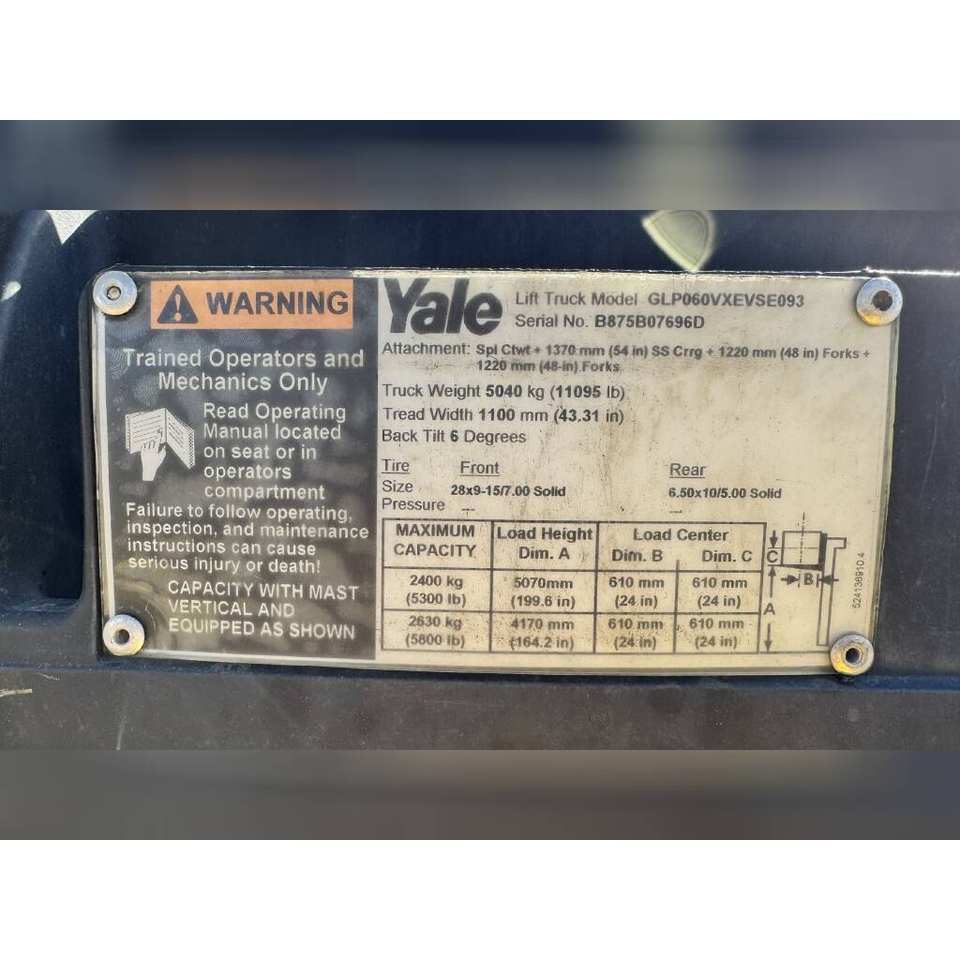 WARNING
Trained Operators and
Mechanics Only
Read Operating
Manual located
on seat or in
operators
compartment
Failure to follow operating,
inspection, and maintenance
instructions can cause
serious injury or death!
CAPACITY WITH MAST
VERTICAL AND
EQUIPPED AS SHOWN
Yale
Lift Truck Model GLP060VXEVSE093
Serial No. B875B07696D
Attachment: Spl Ctwt + 1370 mm (54 in) SS Crrg + 1220 mm (48 in) Forks +
1220 mm (48-in) Forks
Truck Weight 5040 kg (11095 lb)
Tread Width 1100 mm (43.31 in)
Back Tilt 6 Degrees
Tire Front Rear
Size 28x9-15/7.00 Solid 6.50x10/5.00 Solid
Pressure --- ---
MAXIMUM Load Height Load Center
CAPACITY Dim. A Dim. B Dim. C
2400 kg 5070mm 610 mm 610 mm
(5300 lb) (199.6 in) (24 in) (24 in)
2630 kg 4170 mm 610 mm 610 mm
(5800 lb) (164.2 in) (24 in) (24 in)
C
B
A
524136910.4